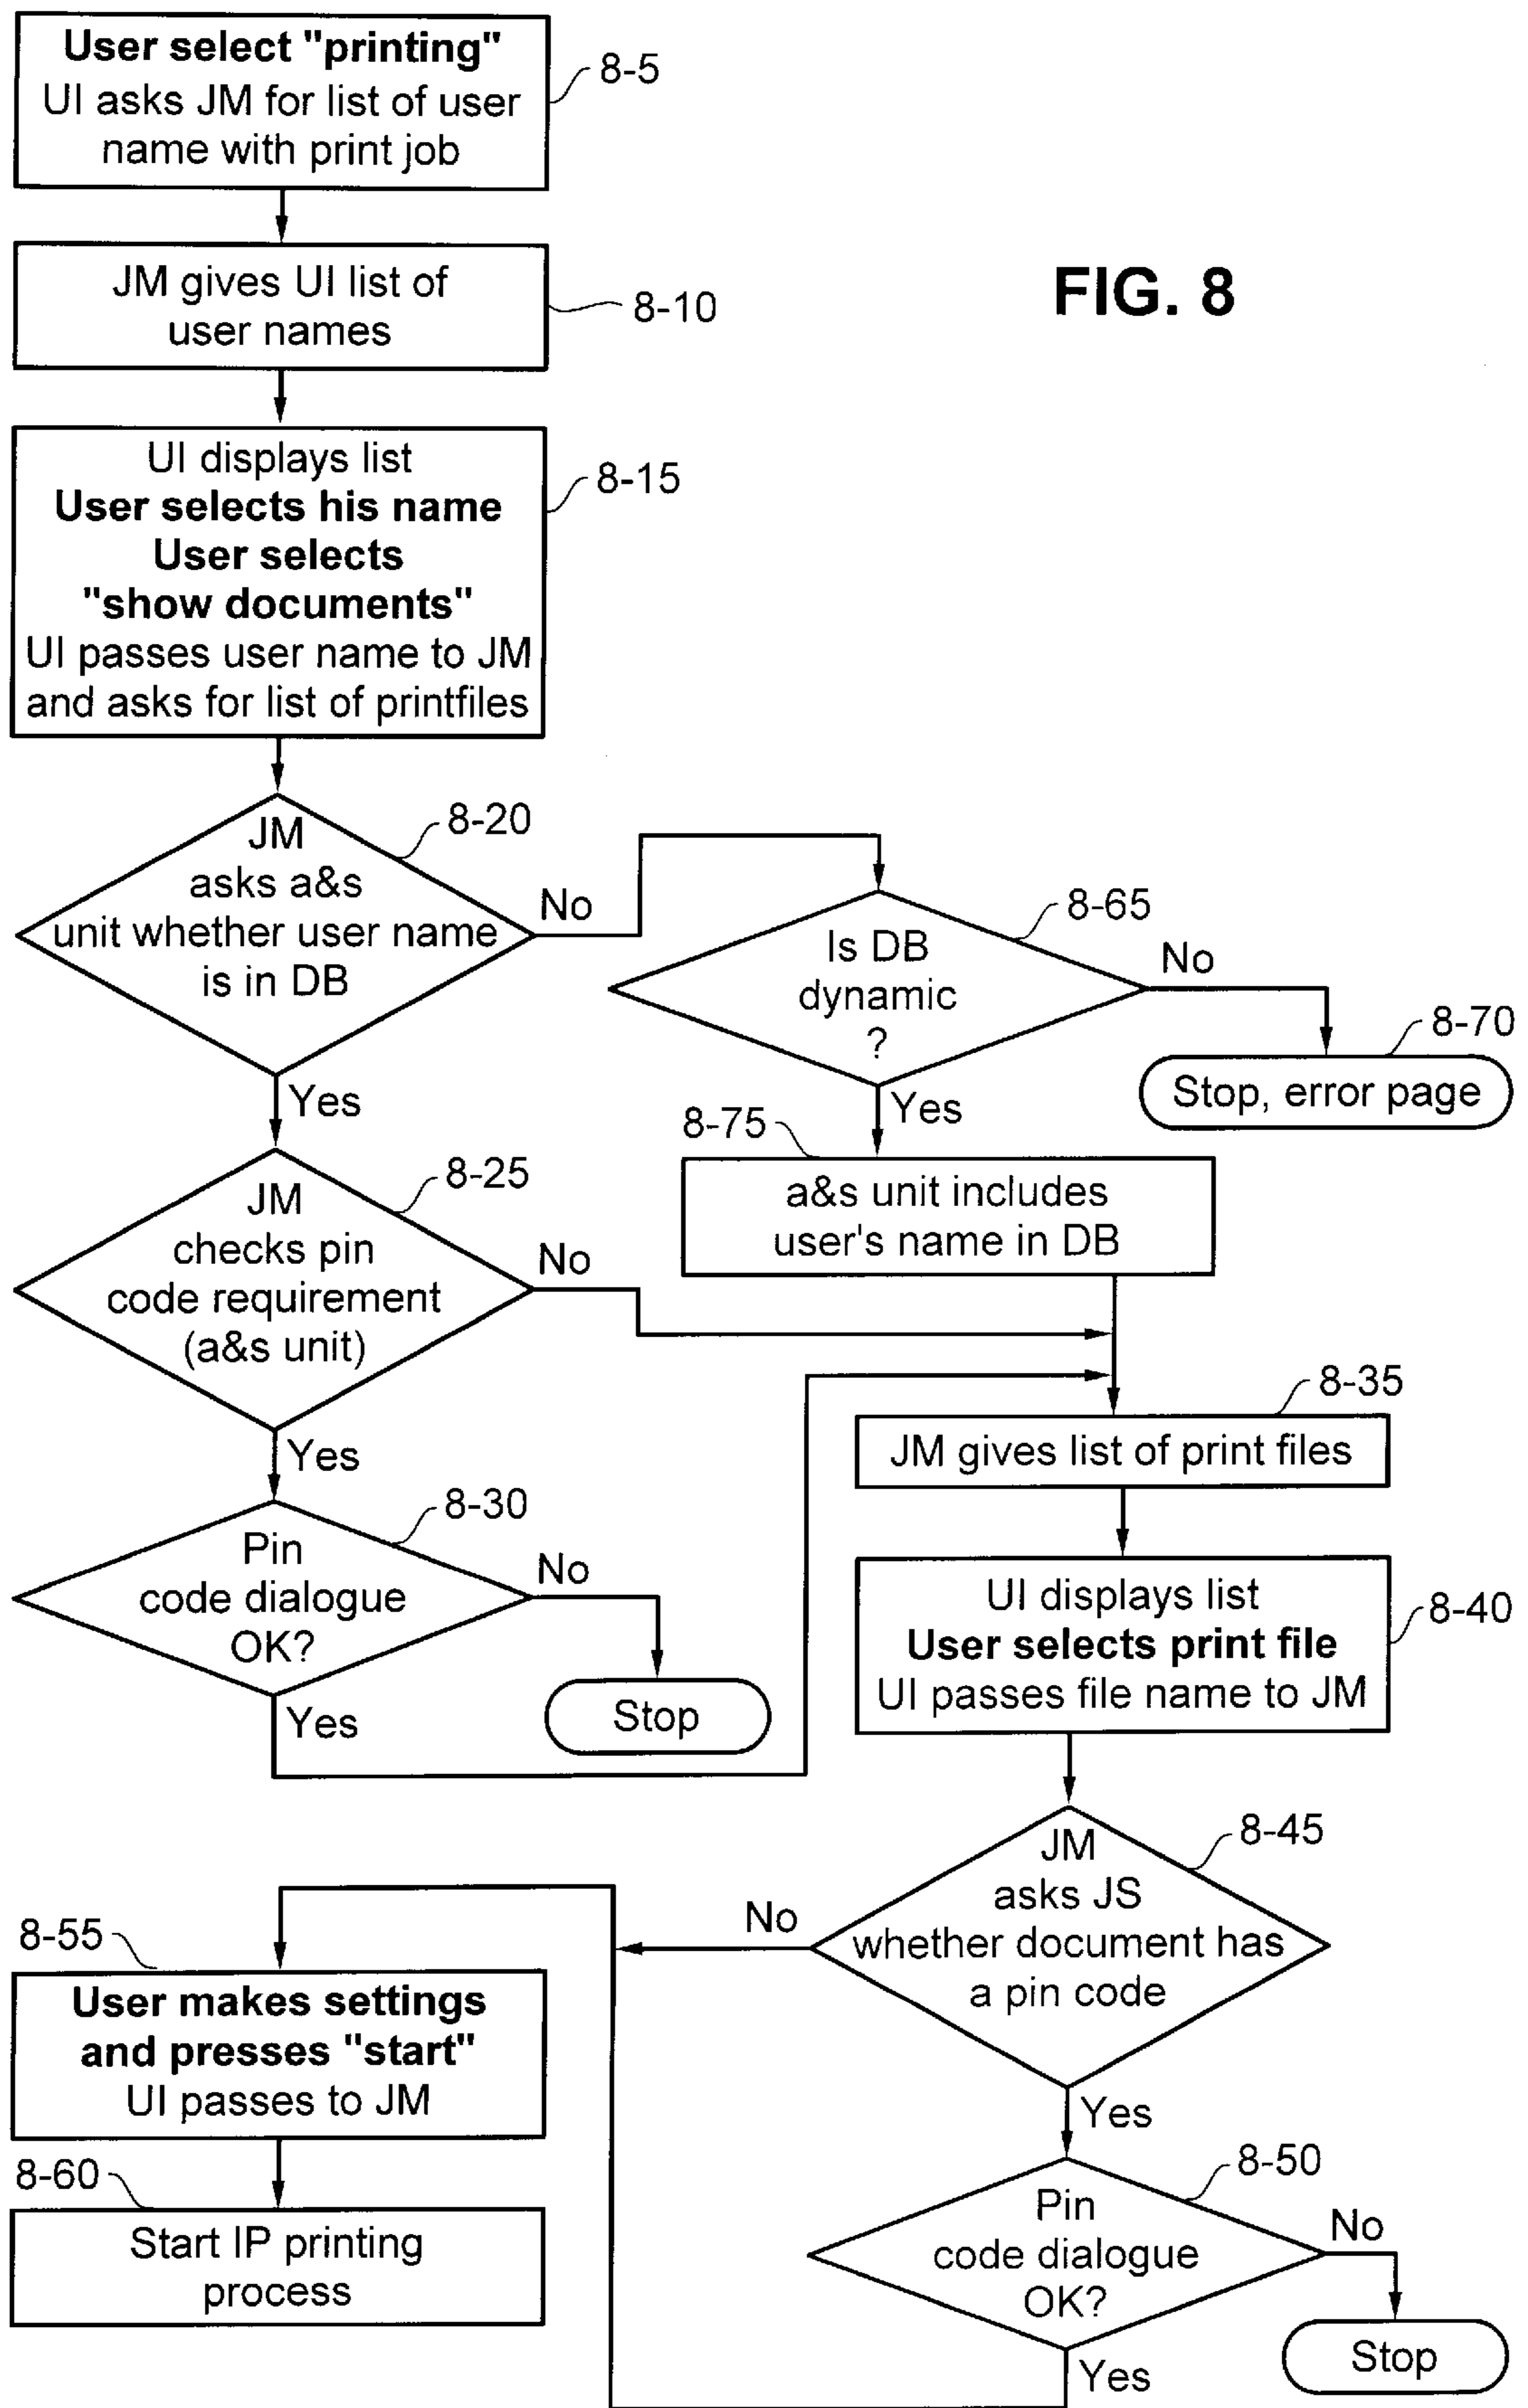 User select "printing"
UI asks JM for list of user
name with print job
8-5
JM gives UI list of
user names
8-10
FIG. 8
UI displays list
User selects his name
User selects
"show documents"
UI passes user name to JM
and asks for list of printfiles
8-15
JM
asks a&s
unit whether user name
is in DB
8-20
No
Yes
Is DB
dynamic
?
8-65
No
Yes
8-70
Stop, error page
8-75
a&s unit includes
user's name in DB
JM
checks pin
code requirement
(a&s unit)
8-25
No
Yes
Pin
code dialogue
OK?
8-30
No
Yes
Stop
8-35
JM gives list of print files
UI displays list
User selects print file
UI passes file name to JM
8-40
JM
asks JS
whether document has
a pin code
8-45
No
Yes
8-55
User makes settings
and presses "start"
UI passes to JM
8-60
Start IP printing
process
Pin
code dialogue
OK?
8-50
No
Yes
Stop